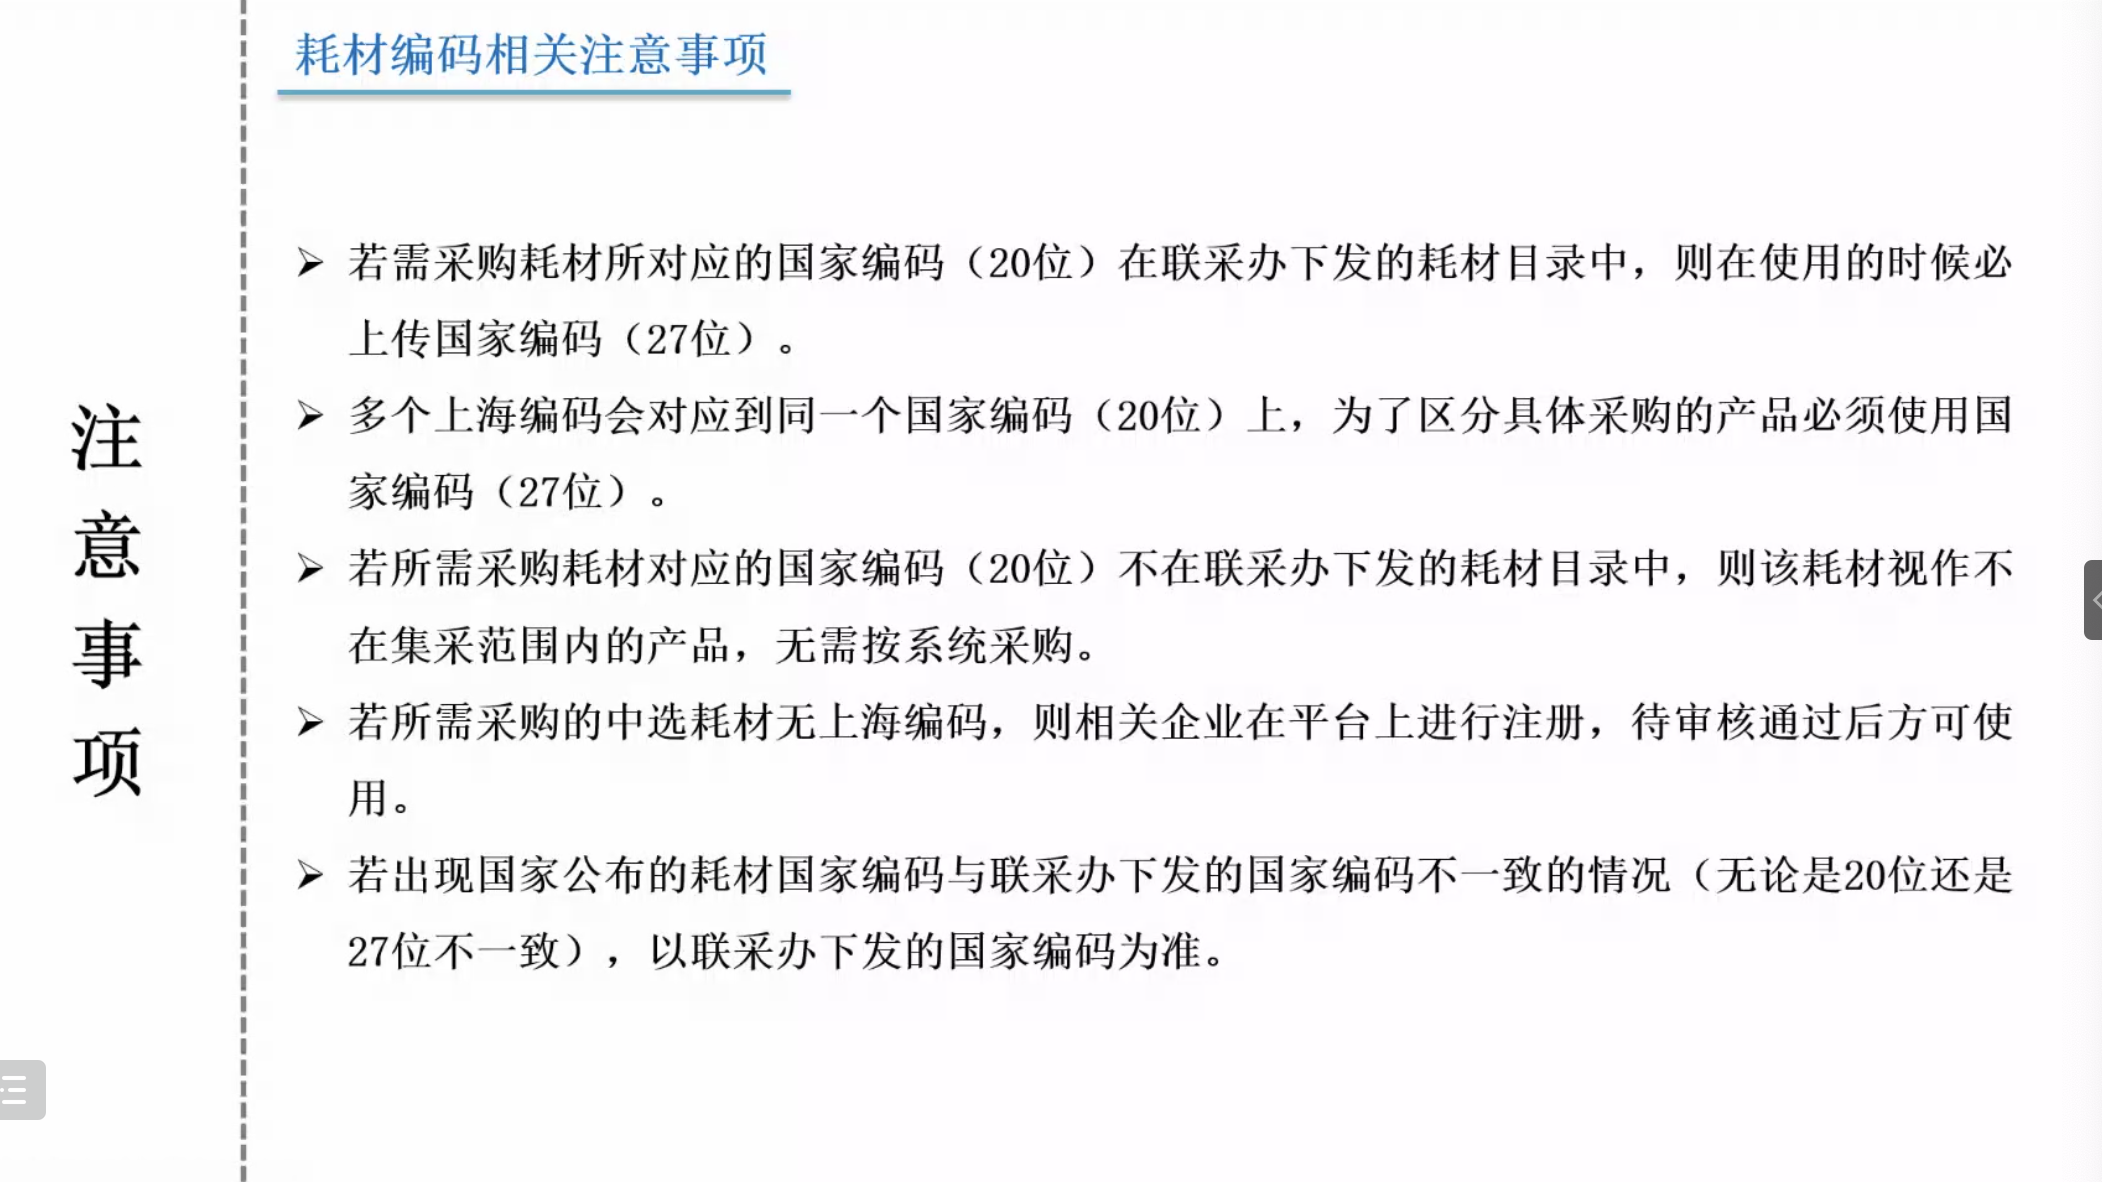 耗材编码相关注意事项
注意事项
➢ 若需采购耗材所对应的国家编码（20位）在联采办下发的耗材目录中，则在使用的时候必
上传国家编码（27位）。
➢ 多个上海编码会对应到同一个国家编码（20位）上，为了区分具体采购的产品必须使用国
家编码（27位）。
➢ 若所需采购耗材对应的国家编码（20位）不在联采办下发的耗材目录中，则该耗材视作不
在集采范围内的产品，无需按系统采购。
➢ 若所需采购的中选耗材无上海编码，则相关企业在平台上进行注册，待审核通过后方可使
用。
➢ 若出现国家公布的耗材国家编码与联采办下发的国家编码不一致的情况（无论是20位还是
27位不一致），以联采办下发的国家编码为准。